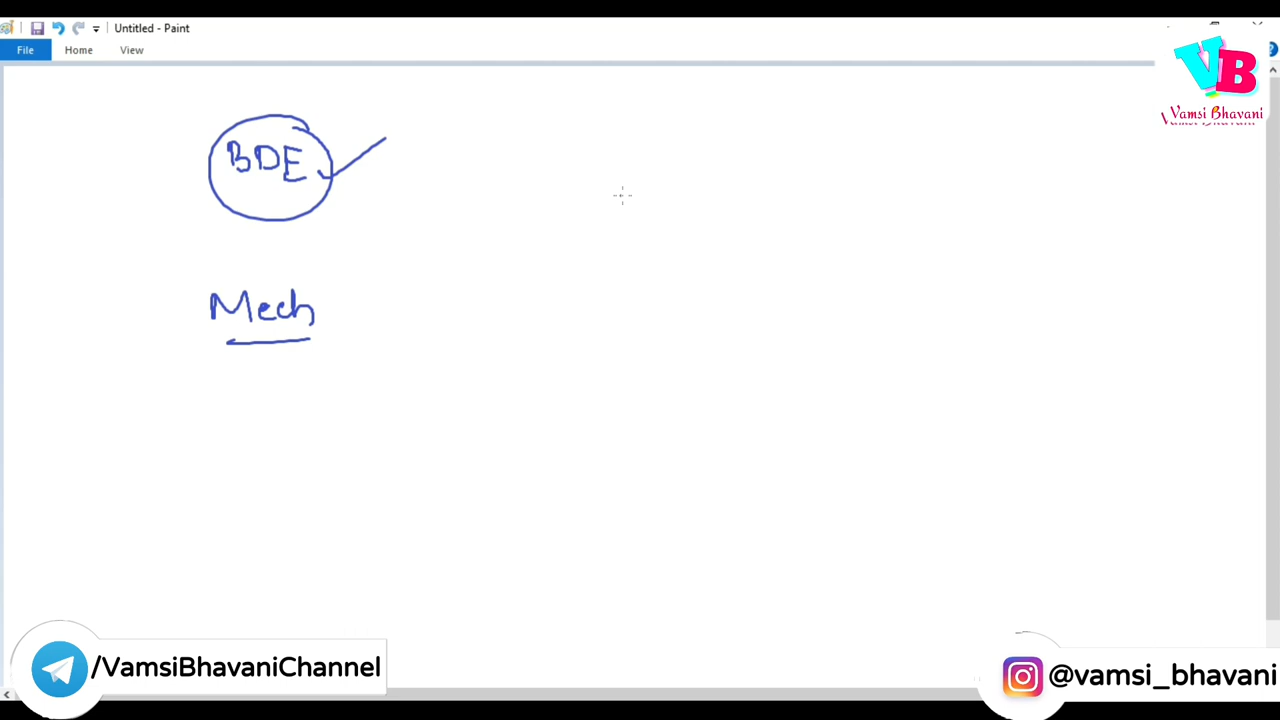 Untitled - Paint
File Home View
VB
Vamsi Bhavani
BDE
Mech
/VamsiBhavaniChannel
@vamsi_bhavani